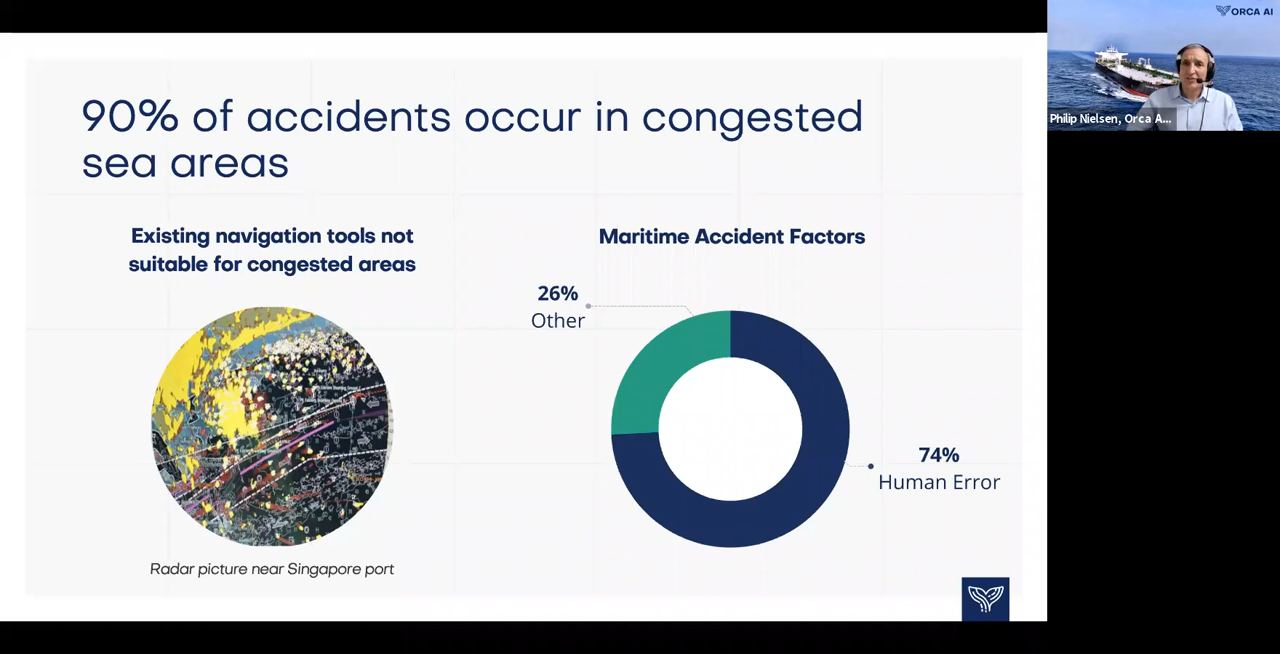 90% of accidents occur in congested
sea areas
Existing navigation tools not
suitable for congested areas
Radar picture near Singapore port
Maritime Accident Factors
26%
Other
74%
Human Error
ORCA AI
Philip Nielsen, Orca A...